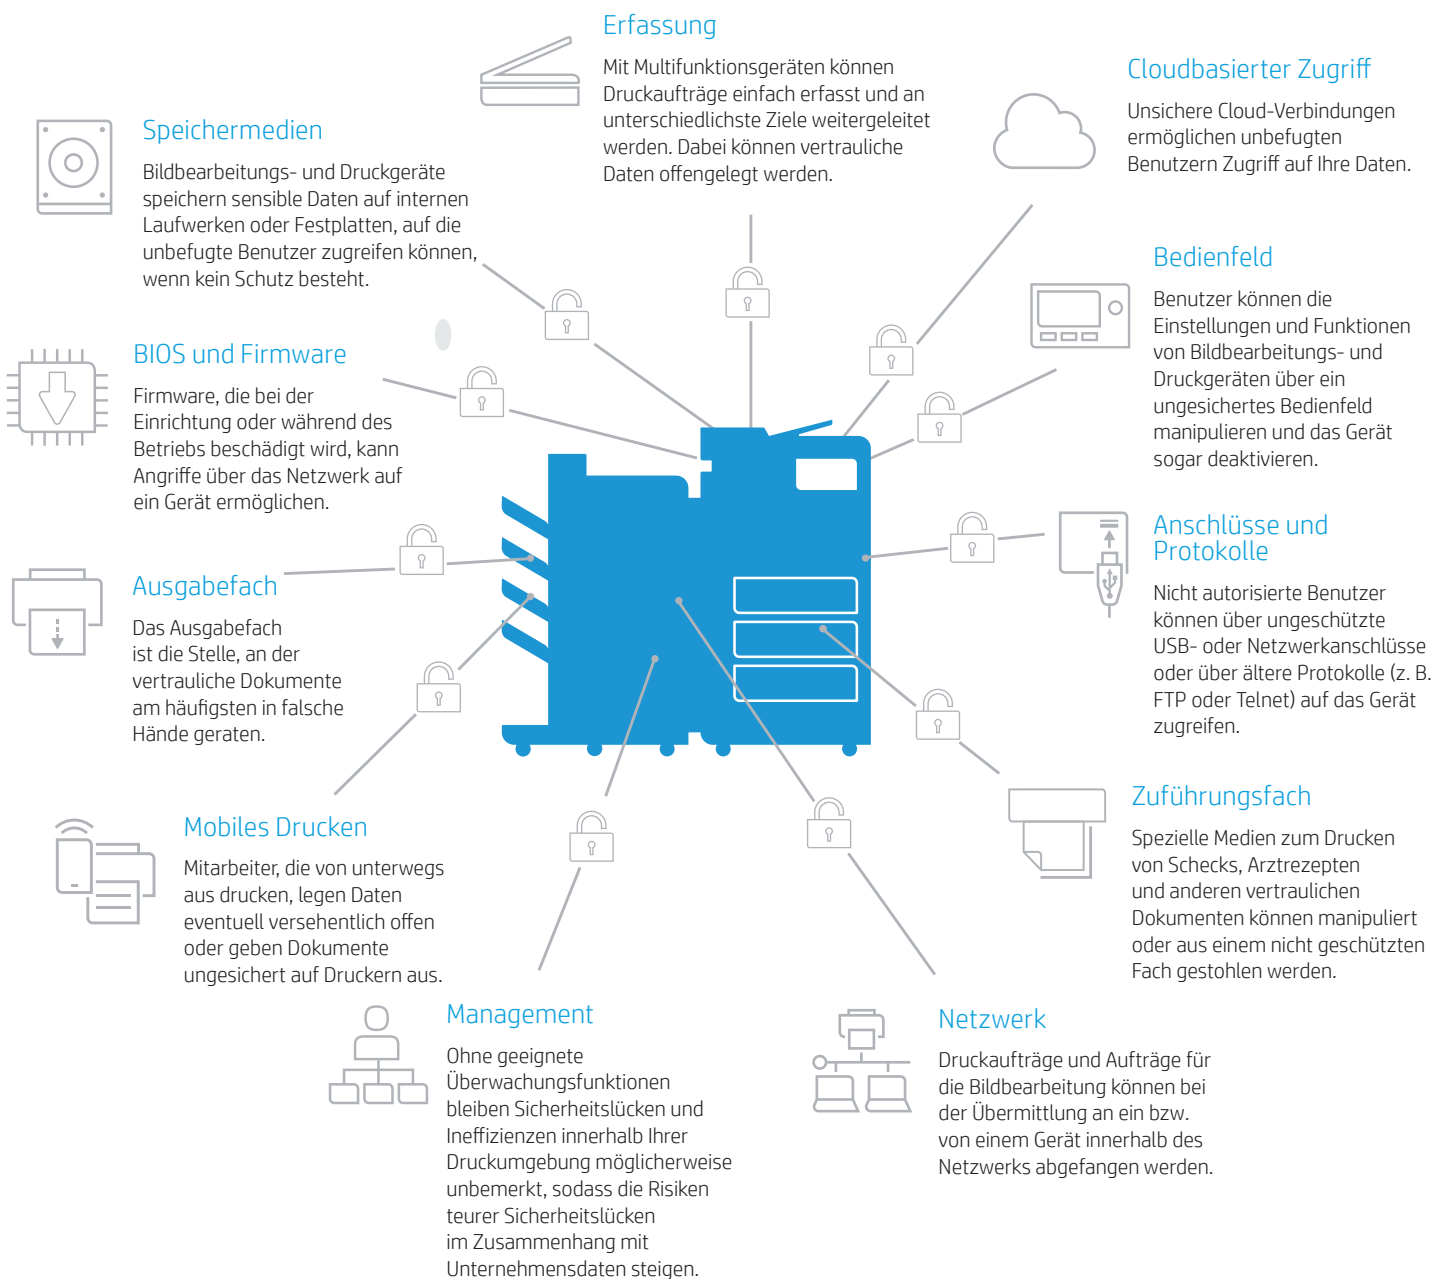 Erfassung
Mit Multifunktionsgeräten können
Druckaufträge einfach erfasst und an
unterschiedlichste Ziele weitergeleitet
werden. Dabei können vertrauliche
Daten offengelegt werden.
Cloudbasierter Zugriff
Unsichere Cloud-Verbindungen
ermöglichen unbefugten
Benutzern Zugriff auf Ihre Daten.
Speichermedien
Bildbearbeitungs- und Druckgeräte
speichern sensible Daten auf internen
Laufwerken oder Festplatten, auf die
unbefugte Benutzer zugreifen können,
wenn kein Schutz besteht.
Bedienfeld
Benutzer können die
Einstellungen und Funktionen
von Bildbearbeitungs- und
Druckgeräten über ein
ungesichertes Bedienfeld
manipulieren und das Gerät
sogar deaktivieren.
BIOS und Firmware
Firmware, die bei der
Einrichtung oder während des
Betriebs beschädigt wird, kann
Angriffe über das Netzwerk auf
ein Gerät ermöglichen.
Anschlüsse und
Protokolle
Nicht autorisierte Benutzer
können über ungeschützte
USB- oder Netzwerkanschlüsse
oder über ältere Protokolle (z. B.
FTP oder Telnet) auf das Gerät
zugreifen.
Ausgabefach
Das Ausgabefach
ist die Stelle, an der
vertrauliche Dokumente
am häufigsten in falsche
Hände geraten.
Zuführungsfach
Spezielle Medien zum Drucken
von Schecks, Arztrezepten
und anderen vertraulichen
Dokumenten können manipuliert
oder aus einem nicht geschützten
Fach gestohlen werden.
Mobiles Drucken
Mitarbeiter, die von unterwegs
aus drucken, legen Daten
eventuell versehentlich offen
oder geben Dokumente
ungesichert auf Druckern aus.
Management
Ohne geeignete
Überwachungsfunktionen
bleiben Sicherheitslücken und
Ineffizienzen innerhalb Ihrer
Druckumgebung möglicherweise
unbemerkt, sodass die Risiken
teurer Sicherheitslücken
im Zusammenhang mit
Unternehmensdaten steigen.
Netzwerk
Druckaufträge und Aufträge für
die Bildbearbeitung können bei
der Übermittlung an ein bzw.
von einem Gerät innerhalb des
Netzwerks abgefangen werden.